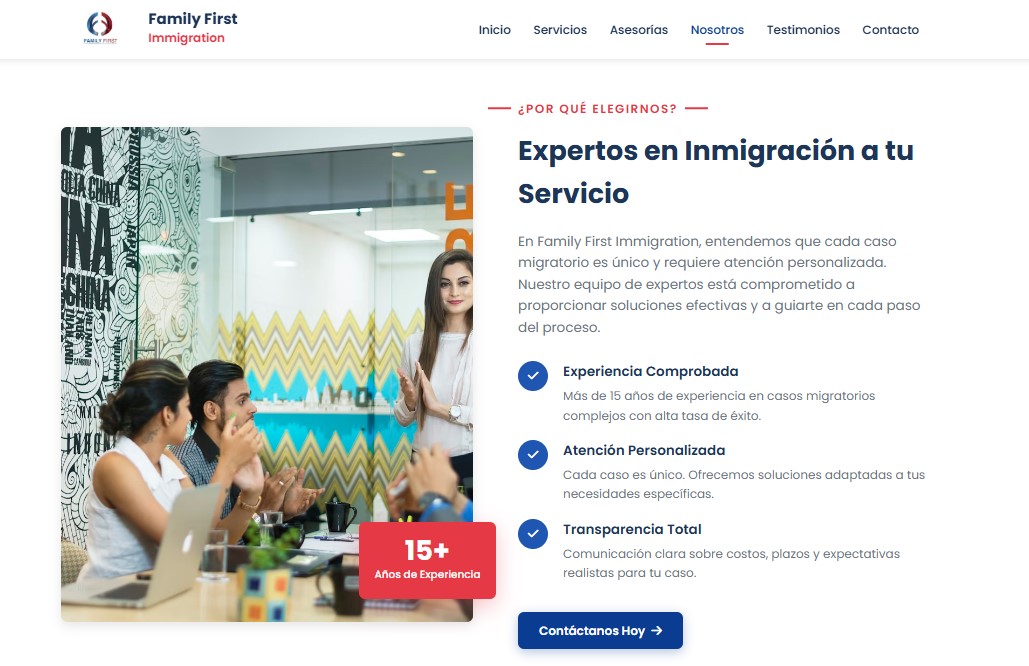 FAMILY FIRST
Family First
Immigration
Inicio
Servicios
Asesorías
Nosotros
Testimonios
Contacto
¿POR QUÉ ELEGIRNOS?
Expertos en Inmigración a tu
Servicio
En Family First Immigration, entendemos que cada caso
migratorio es único y requiere atención personalizada.
Nuestro equipo de expertos está comprometido a
proporcionar soluciones efectivas y a guiarte en cada paso
del proceso.
Experiencia Comprobada
Más de 15 años de experiencia en casos migratorios
complejos con alta tasa de éxito.
Atención Personalizada
Cada caso es único. Ofrecemos soluciones adaptadas a tus
necesidades específicas.
Transparencia Total
Comunicación clara sobre costos, plazos y expectativas
realistas para tu caso.
Contáctanos Hoy
CHINA
CHINA
VIETNAM
LAOS
THAILAND
15+
Años de Experiencia